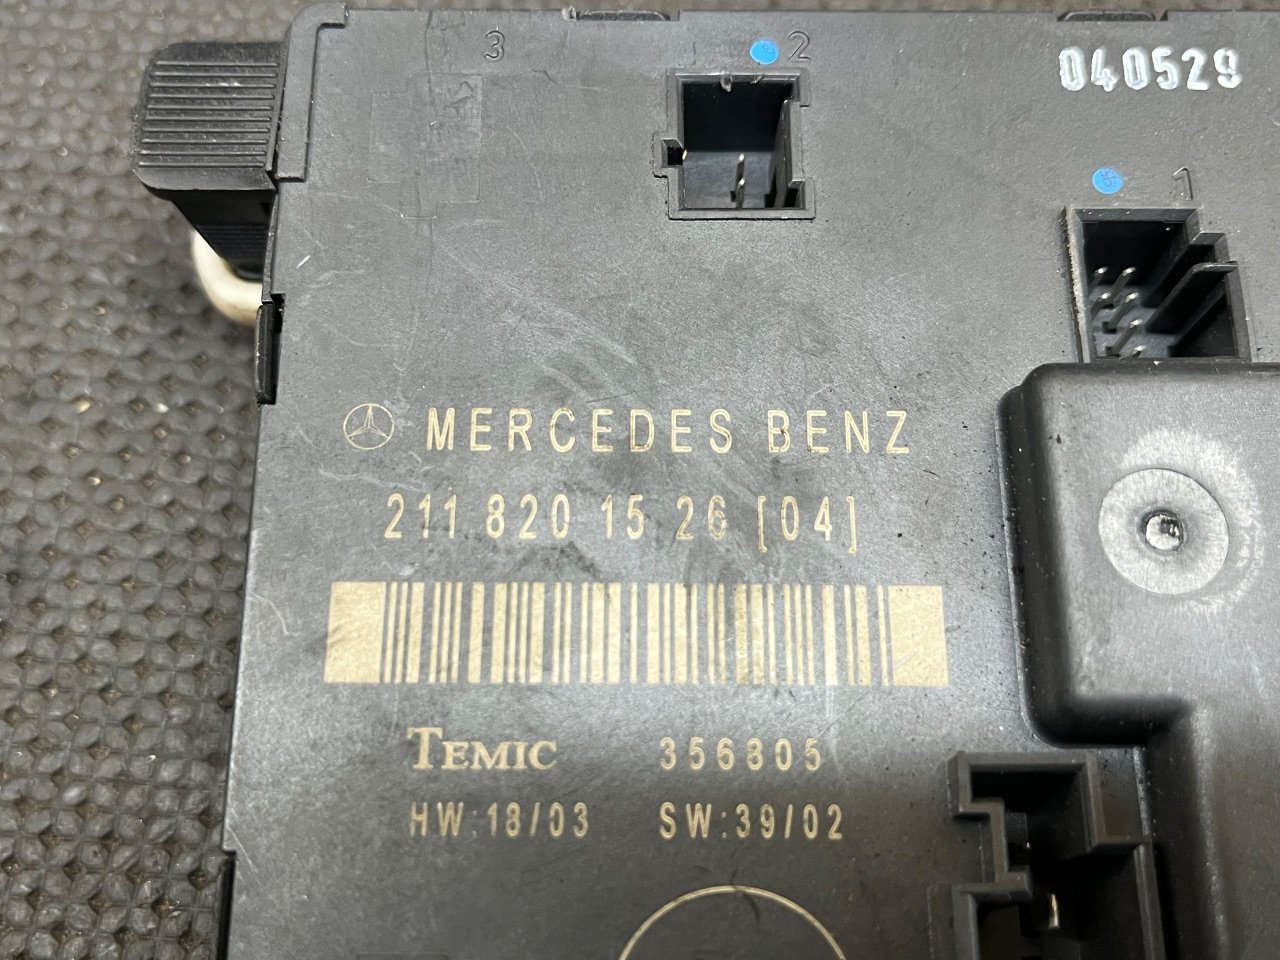 3
2
040529
1
MERCEDES BENZ
211 820 15 26 [04]
TEMIC 356805
HW:18/03 SW:39/02